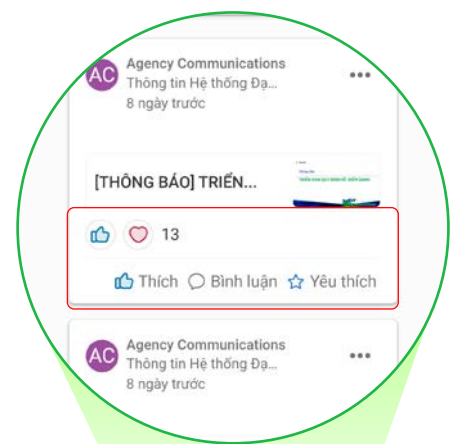 AC
Agency Communications
Thông tin Hệ thống Đạ...
8 ngày trước
[THÔNG BÁO] TRIỂN...
13
Thích Bình luận Yêu thích
AC
Agency Communications
Thông tin Hệ thống Đạ...
8 ngày trước